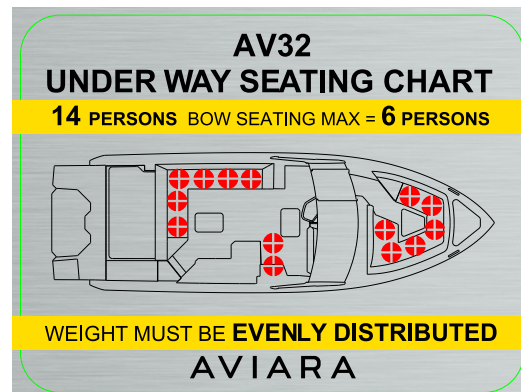 AV32
UNDER WAY SEATING CHART
14 PERSONS BOW SEATING MAX = 6 PERSONS
WEIGHT MUST BE EVENLY DISTRIBUTED
AVIARA